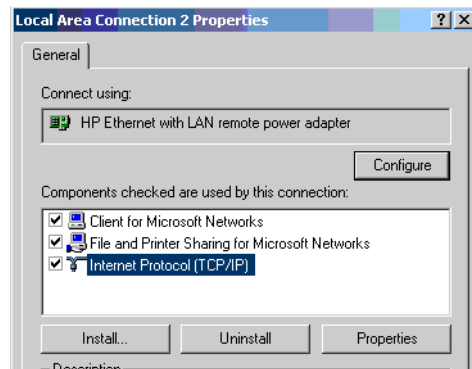 Local Area Connection 2 Properties
General
Connect using:
HP Ethernet with LAN remote power adapter
Configure
Components checked are used by this connection:
Client for Microsoft Networks
File and Printer Sharing for Microsoft Networks
Internet Protocol (TCP/IP)
Install... Uninstall Properties
Description